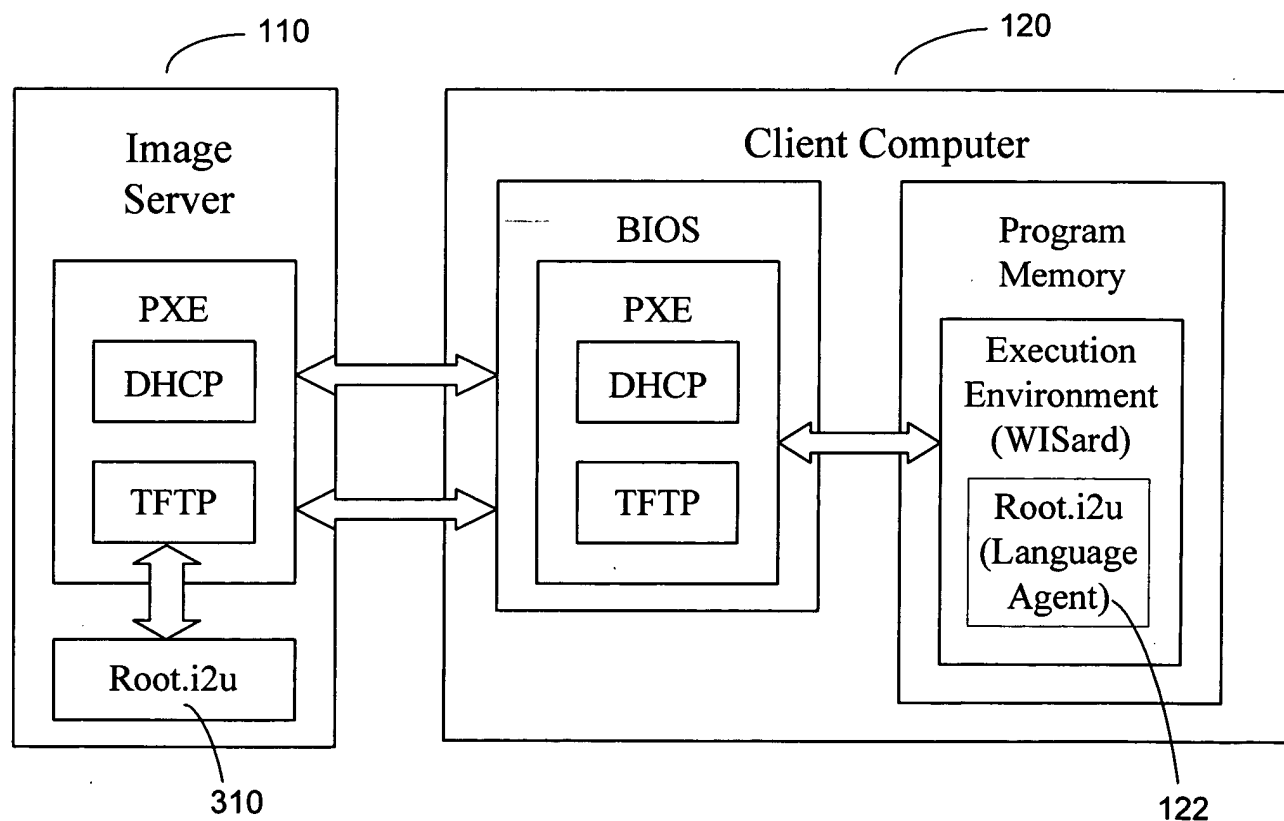 110
120
Image
Server
PXE
DHCP
TFTP
Root.i2u
310
Client Computer
BIOS
PXE
DHCP
TFTP
Program
Memory
Execution
Environment
(WISard)
Root.i2u
(Language
Agent)
122